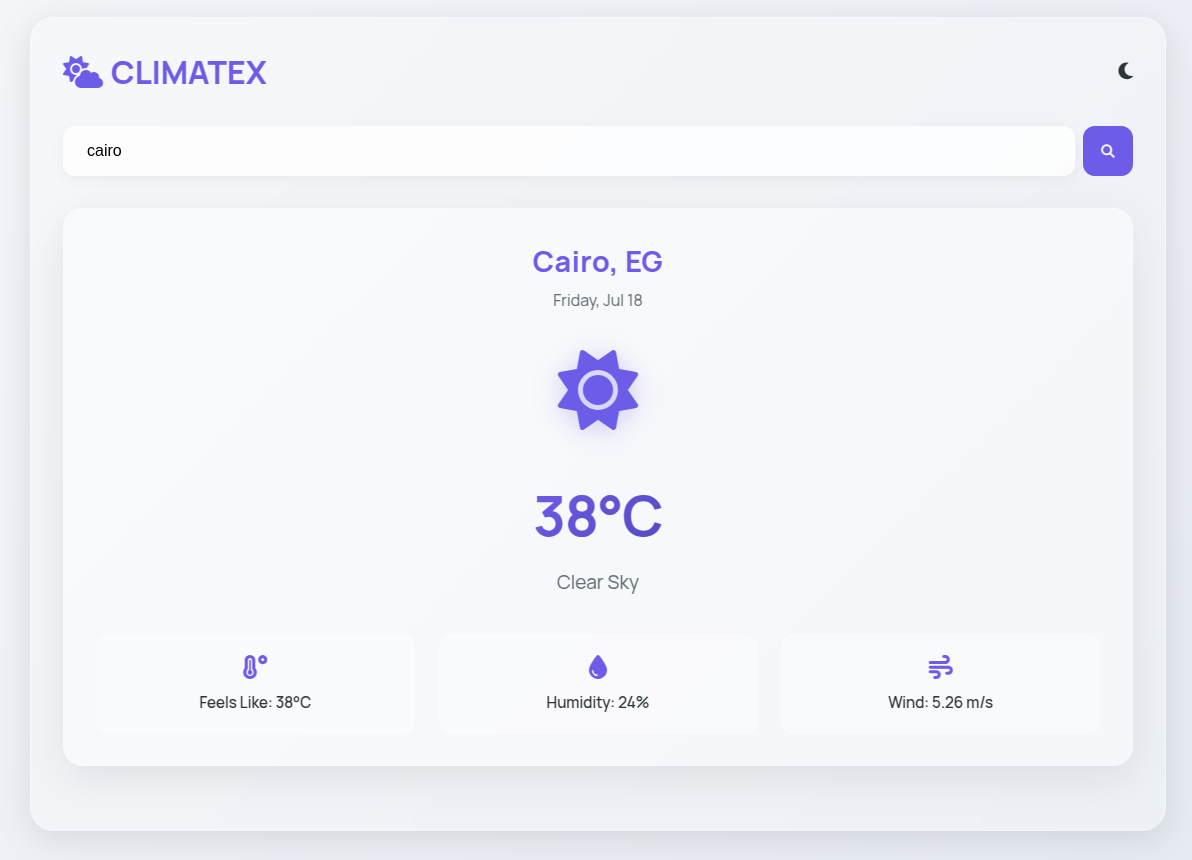 CLIMATEX
cairo
Cairo, EG
Friday, Jul 18
38°C
Clear Sky
Feels Like: 38°C
Humidity: 24%
Wind: 5.26 m/s